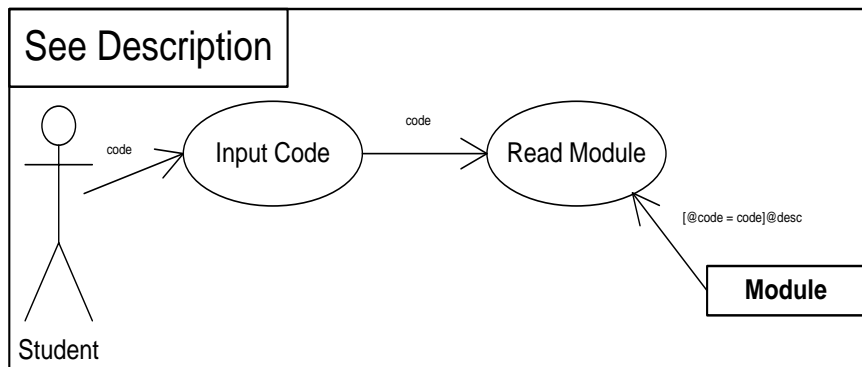 See Description
code
code
Input Code
Read Module
[@code = code]@desc
Module
Student